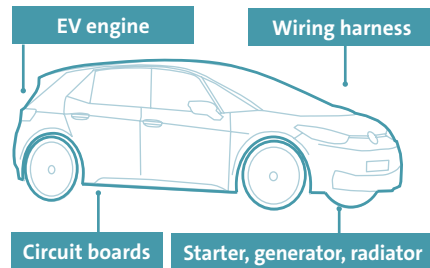 EV engine
Wiring harness
Circuit boards
Starter, generator, radiator